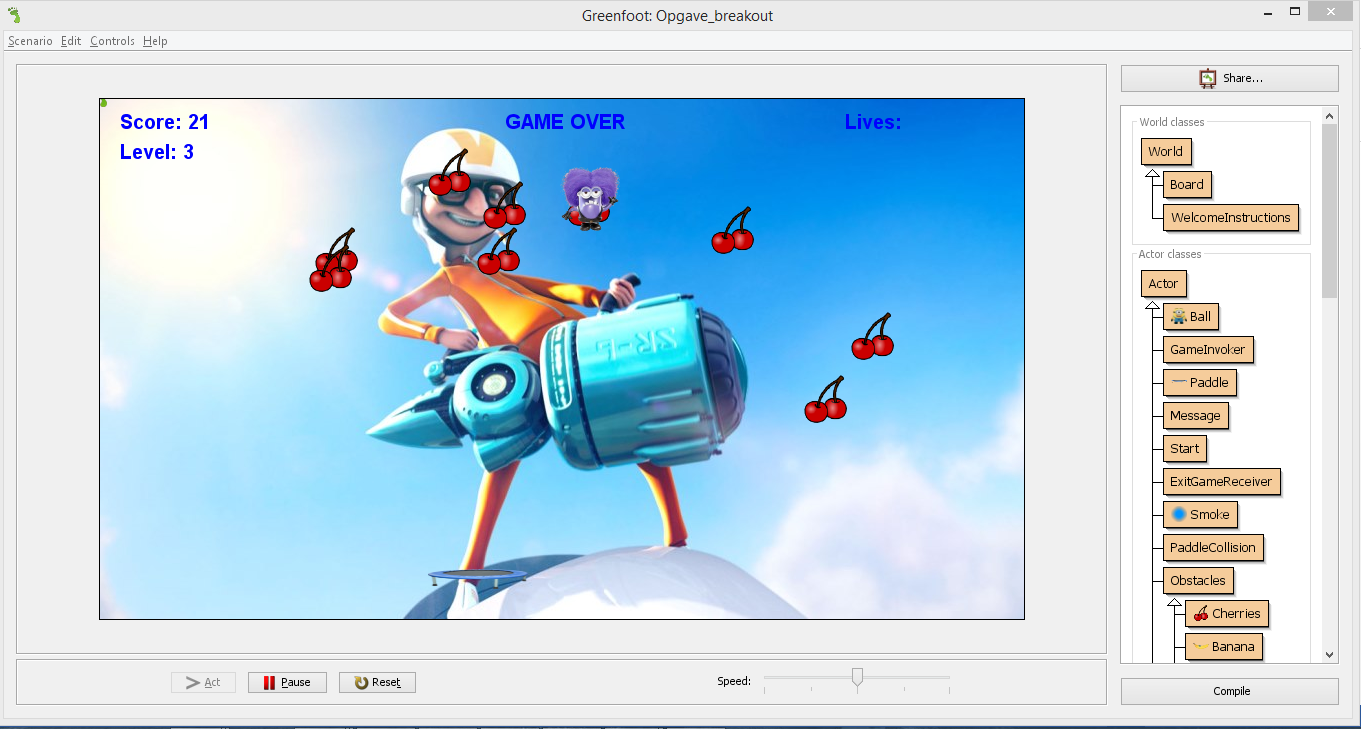 Greenfoot: Opgave_breakout
Scenario Edit Controls Help
Share...
Score: 21 GAME OVER Lives:
Level: 3
World classes
World
Board
WelcomeInstructions
Actor classes
Actor
Ball
GameInvoker
Paddle
Message
Start
ExitGameReceiver
Smoke
PaddleCollision
Obstacles
Cherries
Banana
SR-6
Act Pause Reset Speed:
Compile